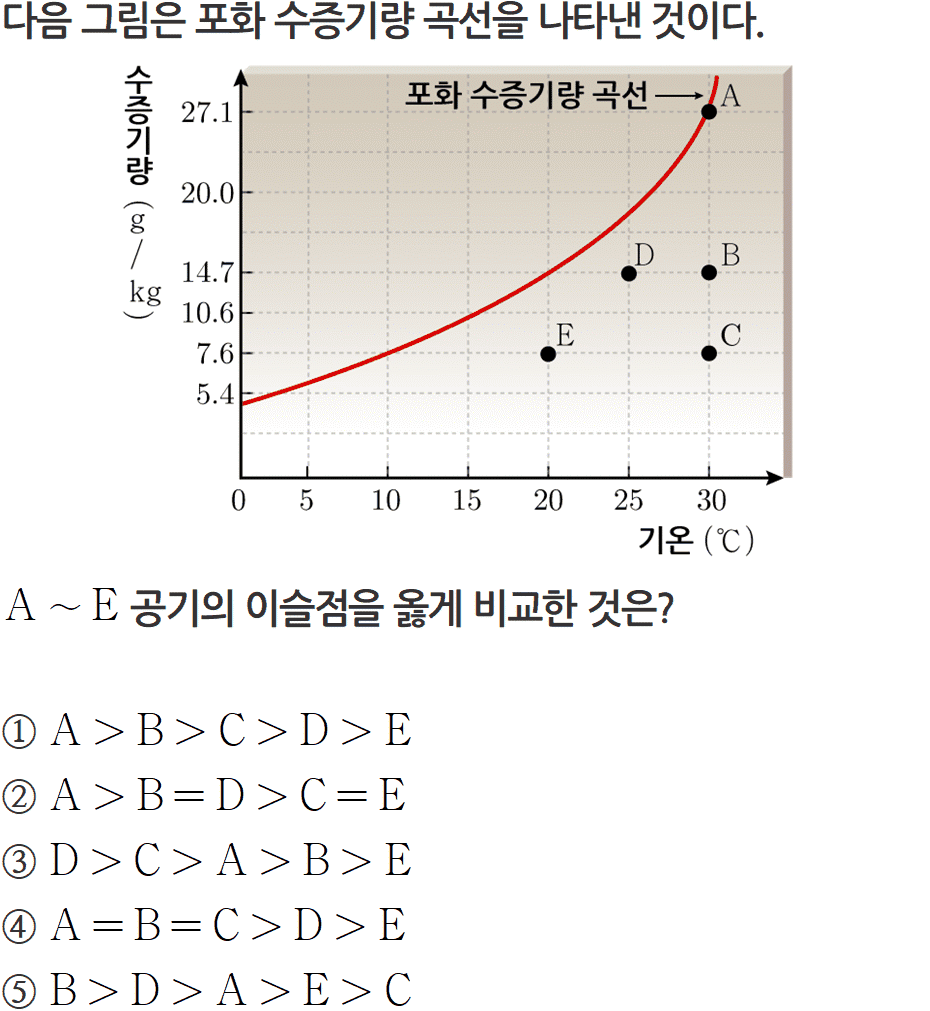 다음 그림은 포화 수증기량 곡선을 나타낸 것이다.
수증기량 (g/kg)
포화 수증기량 곡선
A
27.1
20.0
D
B
14.7
10.6
E
C
7.6
5.4
0 5 10 15 20 25 30
기온 (℃)
A ~ E 공기의 이슬점을 옳게 비교한 것은?
① A > B > C > D > E
② A > B = D > C = E
③ D > C > A > B > E
④ A = B = C > D > E
⑤ B > D > A > E > C